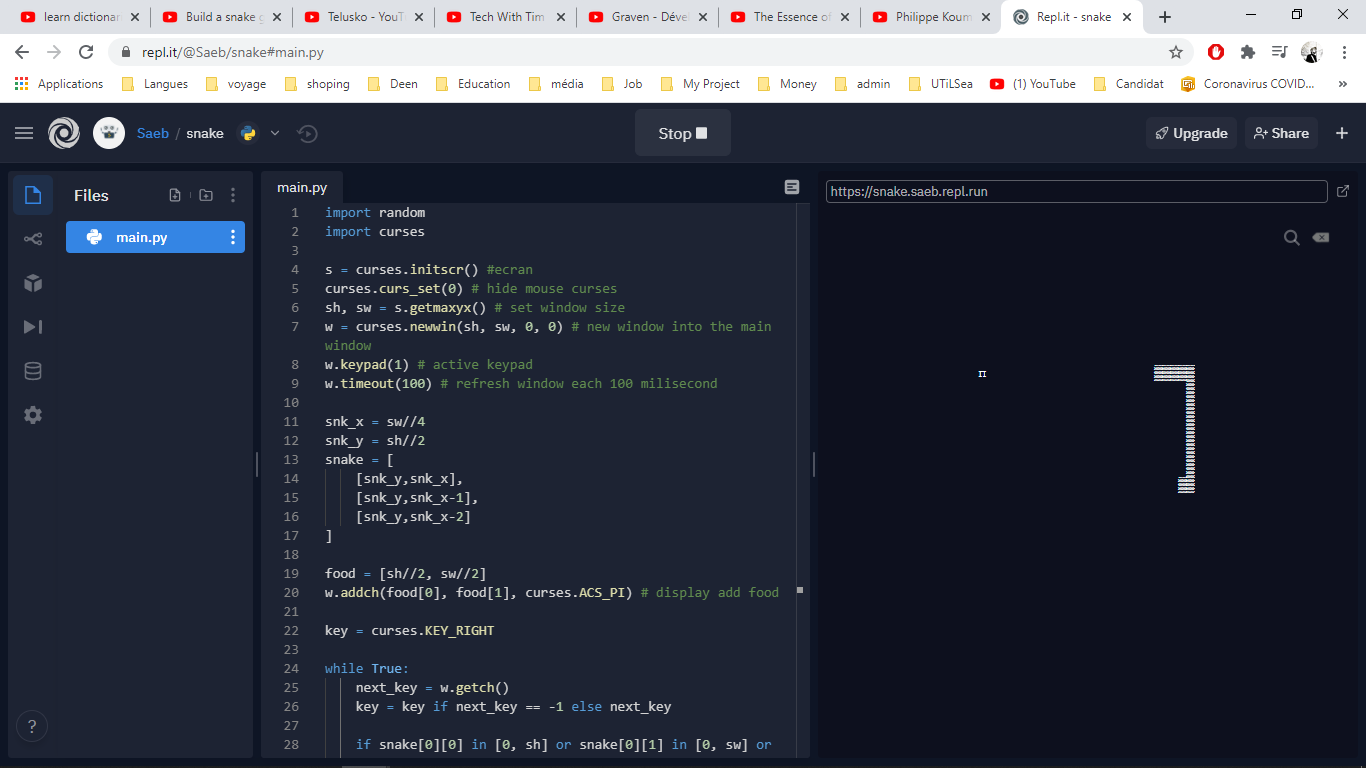 learn dictionar
Build a snake g
Telusko - YouT
Tech With Tim
Graven - Déve
The Essence of
Philippe Koum
Repl.it - snake
repl.it/@Saeb/snake#main.py
Applications
Langues
voyage
shoping
Deen
Education
média
Job
My Project
Money
admin
UTiLSea
(1) YouTube
Candidat
Coronavirus COVID...
Saeb / snake
Stop
Upgrade
Share
Files
main.py
main.py
1 import random
2 import curses
3
4 s = curses.initscr() #ecran
5 curses.curs_set(0) # hide mouse curses
6 sh, sw = s.getmaxyx() # set window size
7 w = curses.newwin(sh, sw, 0, 0) # new window into the main
window
8 w.keypad(1) # active keypad
9 w.timeout(100) # refresh window each 100 milisecond
10
11 snk_x = sw//4
12 snk_y = sh//2
13 snake = [
14 [snk_y,snk_x],
15 [snk_y,snk_x-1],
16 [snk_y,snk_x-2]
17 ]
18
19 food = [sh//2, sw//2]
20 w.addch(food[0], food[1], curses.ACS_PI) # display add food
21
22 key = curses.KEY_RIGHT
23
24 while True:
25 next_key = w.getch()
26 key = key if next_key == -1 else next_key
27
28 if snake[0][0] in [0, sh] or snake[0][1] in [0, sw] or
https://snake.saeb.repl.run
π
?